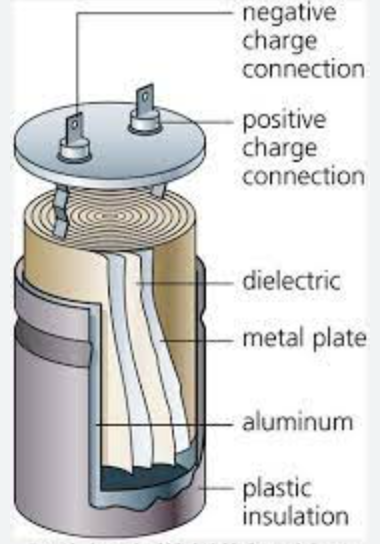 negative
charge
connection
positive
charge
connection
dielectric
metal plate
aluminum
plastic
insulation